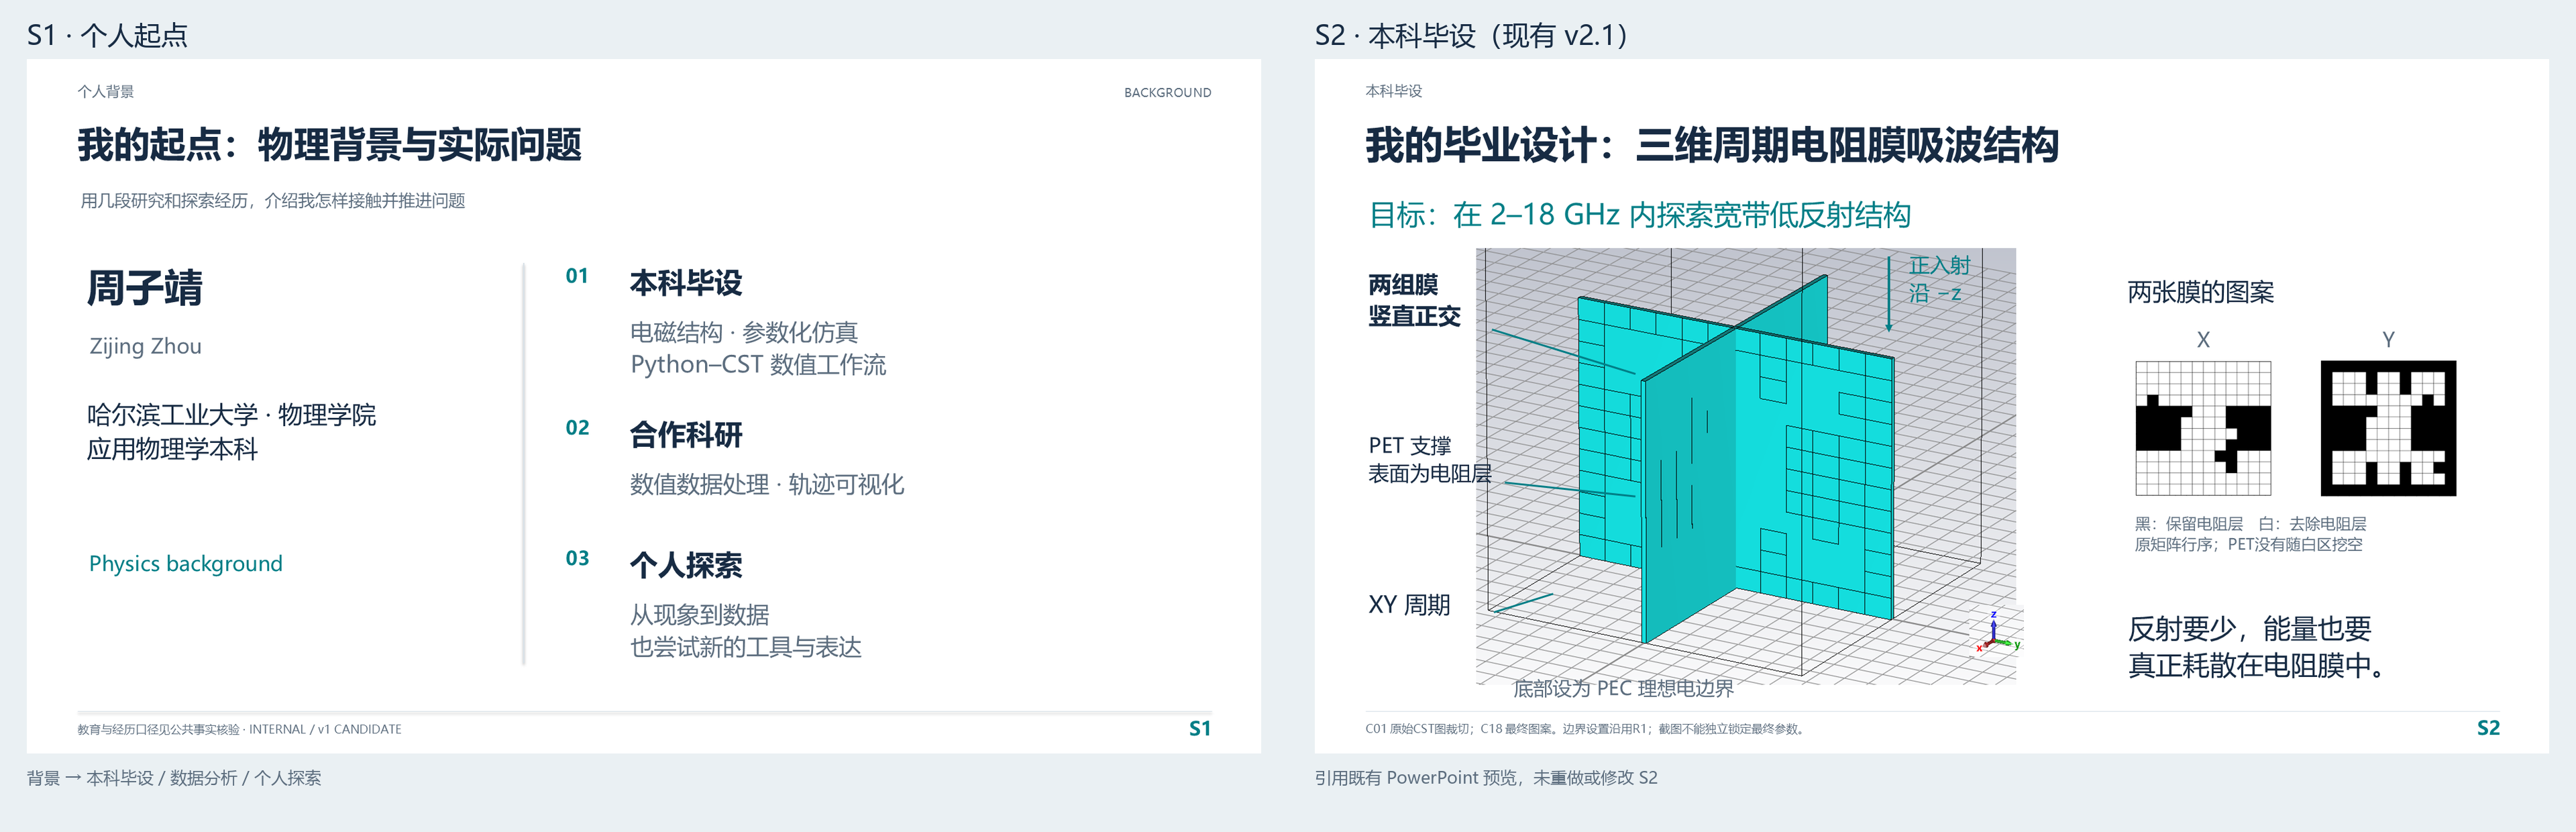 S1 · 个人起点
个人背景
BACKGROUND
我的起点：物理背景与实际问题
用几段研究和探索经历，介绍我怎样接触并推进问题
周子靖
Zijing Zhou
哈尔滨工业大学 · 物理学院
应用物理学本科
Physics background
01
本科毕设
电磁结构 · 参数化仿真
Python–CST 数值工作流
02
合作科研
数值数据处理 · 轨迹可视化
03
个人探索
从现象到数据
也尝试新的工具与表达
教育与经历口径见公共事实核验 · INTERNAL / v1 CANDIDATE
S1
背景 → 本科毕设 / 数据分析 / 个人探索
S2 · 本科毕设（现有 v2.1）
本科毕设
我的毕业设计：三维周期电阻膜吸波结构
目标：在 2–18 GHz 内探索宽带低反射结构
两组膜
竖直正交
PET 支撑
表面为电阻层
XY 周期
正入射
沿 −z
z
x
y
底部设为 PEC 理想电边界
两张膜的图案
X
Y
黑：保留电阻层　白：去除电阻层
原矩阵行序；PET没有随白区挖空
反射要少，能量也要
真正耗散在电阻膜中。
C01 原始CST图裁切；C18 最终图案。边界设置沿用R1；截图不能独立锁定最终参数。
S2
引用既有 PowerPoint 预览，未重做或修改 S2